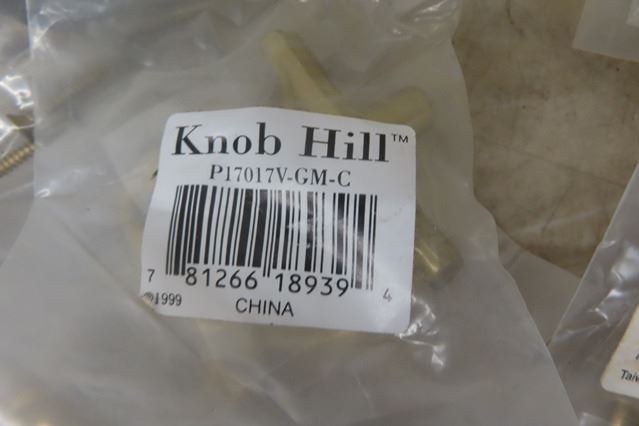 Knob Hill™
P17017V-GM-C
7 81266 18939 4
©1999
CHINA